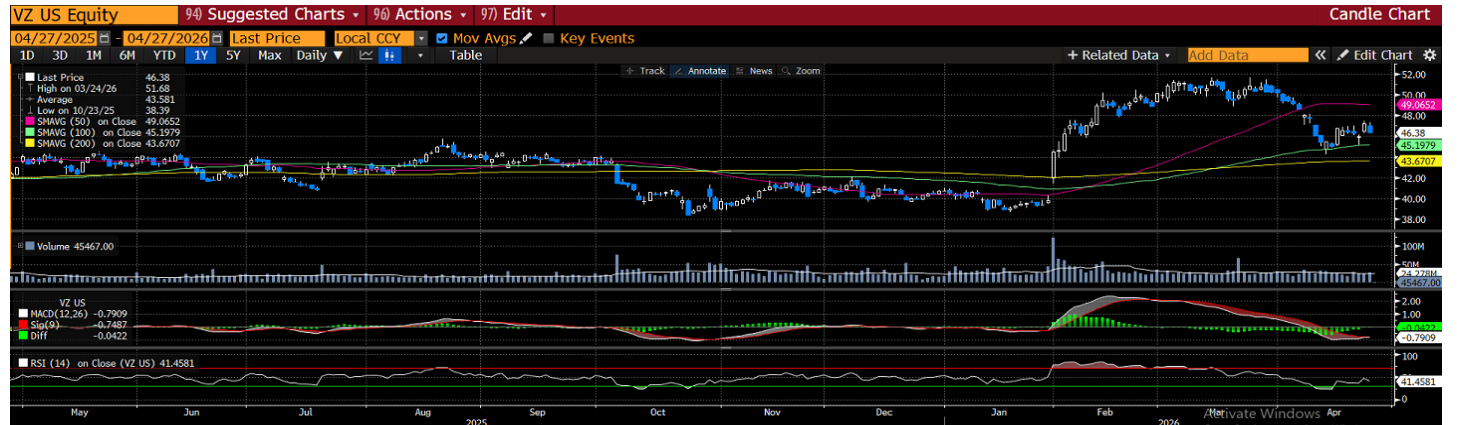 VZ US Equity 94) Suggested Charts 96) Actions 97) Edit Candle Chart
04/27/2025 - 04/27/2026 Last Price Local CCY Mov Avgs Key Events
1D 3D 1M 6M YTD 1Y 5Y Max Daily ▼ Table + Related Data Add Data « Edit Chart
+ Track Annotate News Zoom
Last Price 46.38
High on 03/24/26 51.68
Average 43.581
Low on 10/23/25 38.39
SMAVG (50) on Close 49.0652
SMAVG (100) on Close 45.1979
SMAVG (200) on Close 43.6707
52.00
50.00
49.0652
48.00
46.38
45.1979
43.6707
42.00
40.00
38.00
Volume 45467.00
100M
50M
24.278M
45467.00
VZ US
MACD(12,26) -0.7909
Sig(9) -0.7487
Diff -0.0422
2.00
1.00
-0.0422
-0.7909
RSI (14) on Close (VZ US) 41.4581
100
41.4581
0
May Jun Jul Aug Sep Oct Nov Dec Jan Feb Mar Apr
2025 2026
Activate Windows